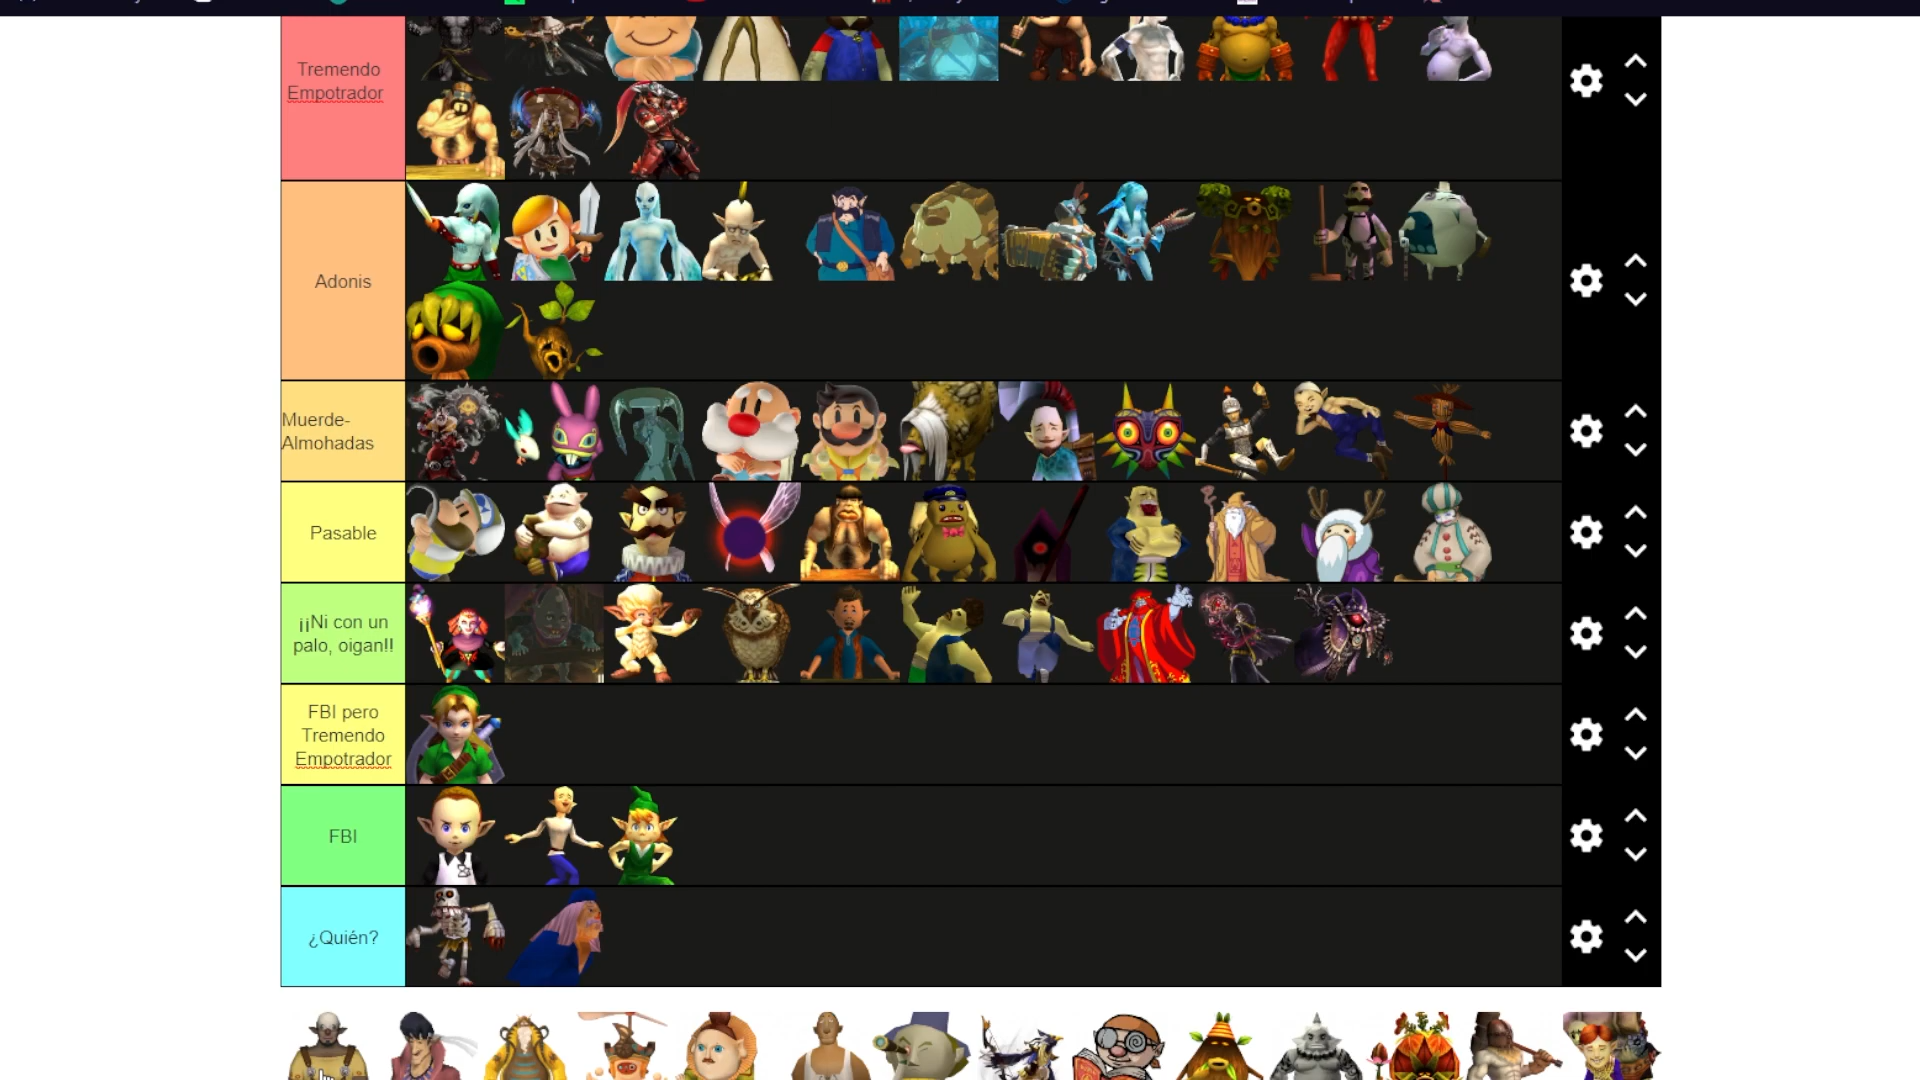 Tremendo
Empotrador
Adonis
Muerde-
Almohadas
Pasable
¡¡Ni con un
palo, oigan!!
FBI pero
Tremendo
Empotrador
FBI
¿Quién?